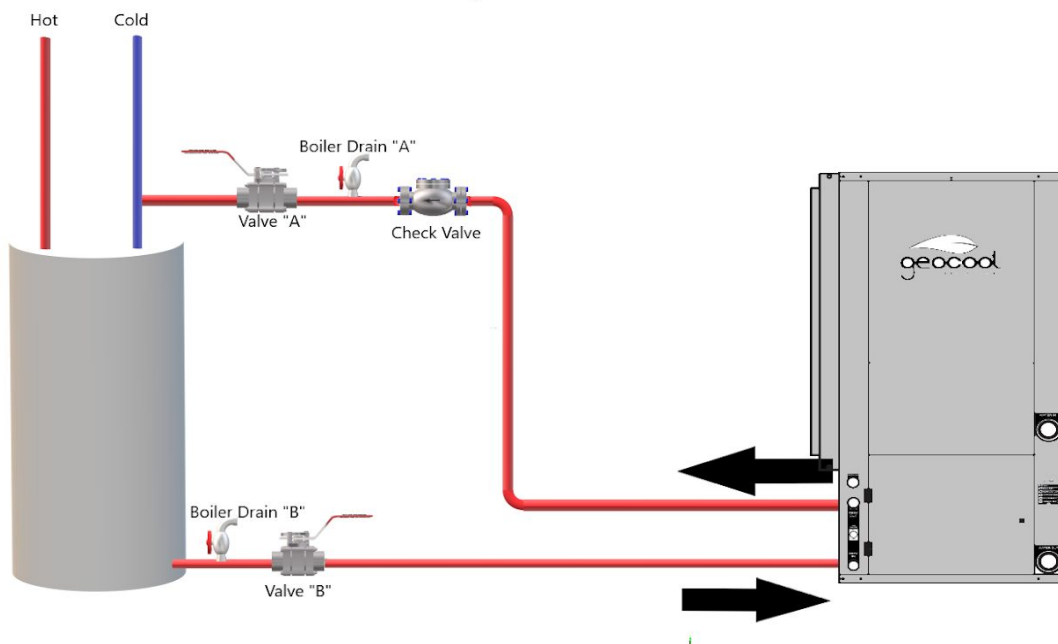 Hot
Cold
Boiler Drain "A"
Valve "A"
Check Valve
geocool
Boiler Drain "B"
Valve "B"